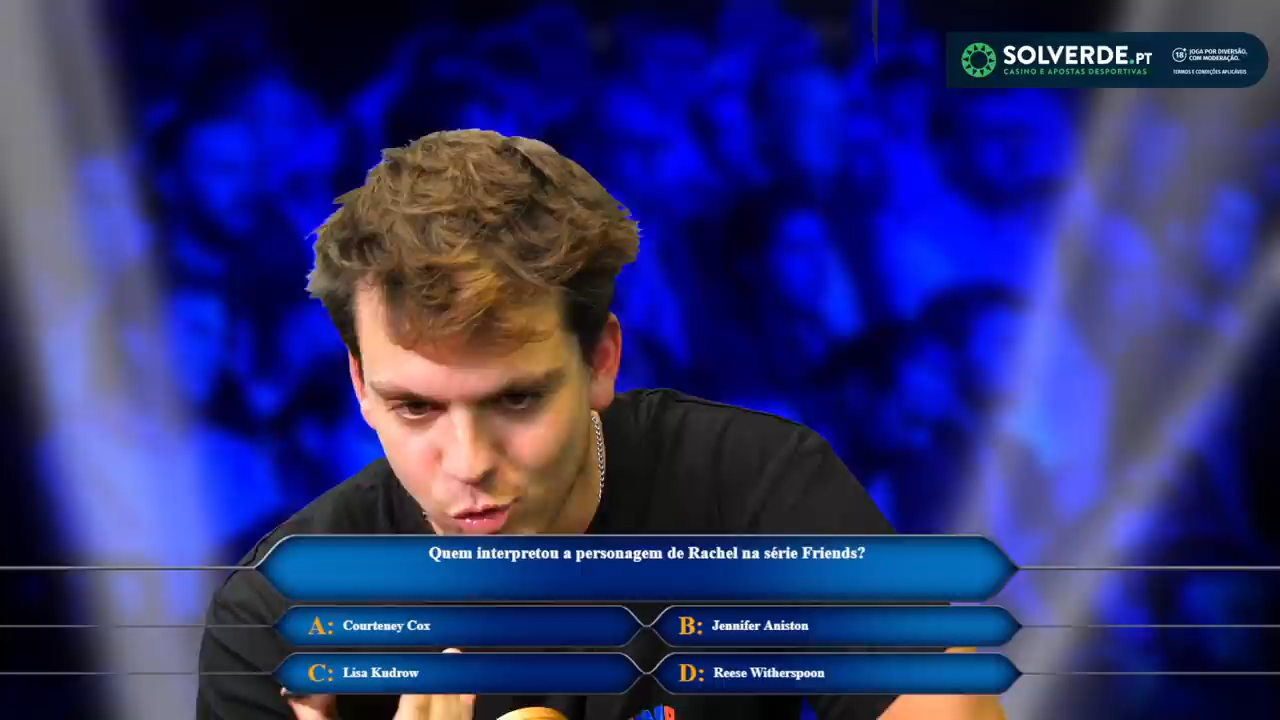 SOLVERDE.PT
CASINO E APOSTAS DESPORTIVAS
18+
JOGA POR DIVERSÃO,
COM MODERAÇÃO.
TERMOS E CONDIÇÕES APLICÁVEIS
Quem interpretou a personagem de Rachel na série Friends?
A: Courteney Cox
B: Jennifer Aniston
C: Lisa Kudrow
D: Reese Witherspoon